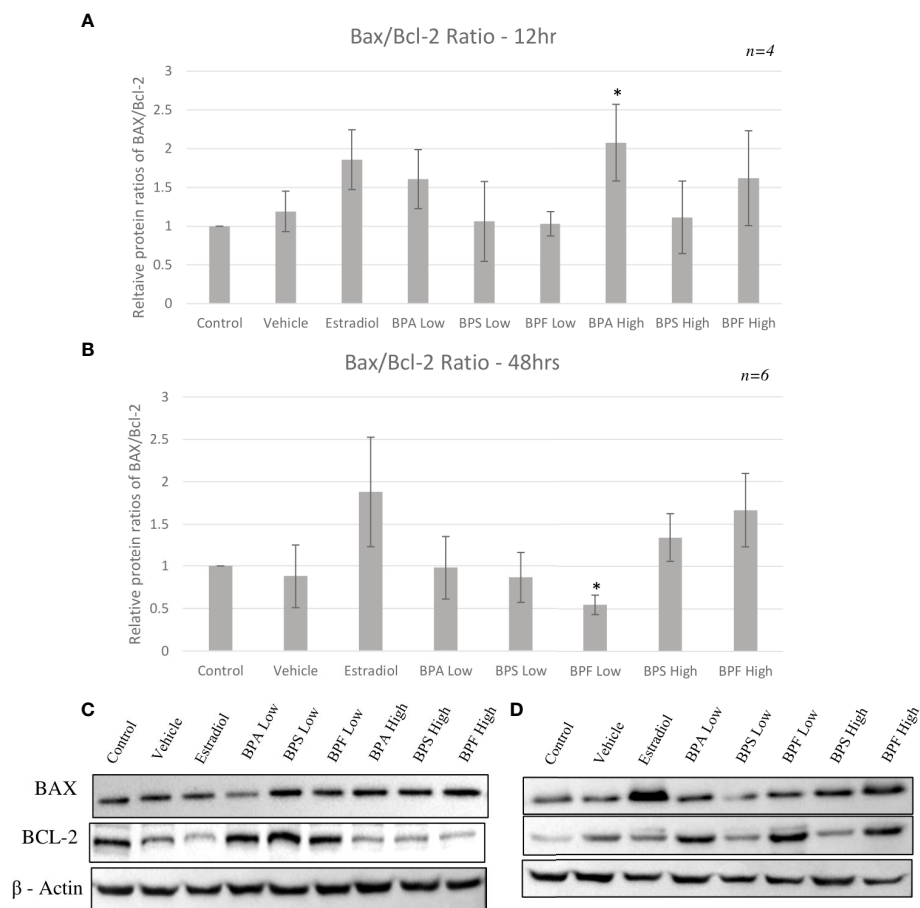 A
Bax/Bcl-2 Ratio - 12hr
n=4
Reltaive protein ratios of BAX/Bcl-2
3
2.5
2
1.5
1
0.5
0
*
Control Vehicle Estradiol BPA Low BPS Low BPF Low BPA High BPS High BPF High
B
Bax/Bcl-2 Ratio - 48hrs
n=6
Relative protein ratios of BAX/Bcl-2
3
2.5
2
1.5
1
0.5
0
*
Control Vehicle Estradiol BPA Low BPS Low BPF Low BPS High BPF High
C
Control Vehicle Estradiol BPA Low BPS Low BPF Low BPA High BPS High BPF High
BAX
BCL-2
β - Actin
D
Control Vehicle Estradiol BPA Low BPS Low BPF Low BPS High BPF High